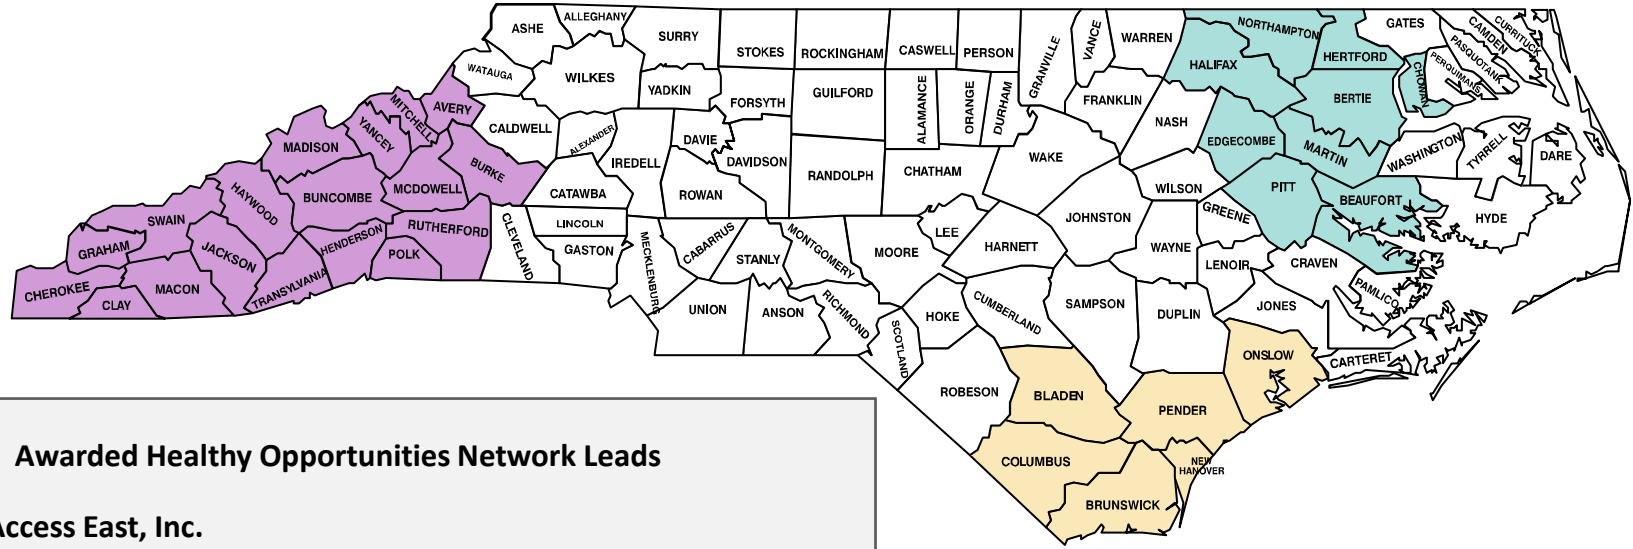 ASHE
ALLEGHANY
SURRY
STOKES
ROCKINGHAM
CASWELL
PERSON
GRANVILLE
VANCE
WARREN
NORTHAMPTON
HERTFORD
GATES
CAMDEN
CURRITUCK
PASQUOTANK
PERQUIMANS
CHOWAN
WATAUGA
WILKES
YADKIN
FORSYTH
GUILFORD
ALAMANCE
ORANGE
DURHAM
FRANKLIN
HALIFAX
BERTIE
MITCHELL
AVERY
CALDWELL
ALEXANDER
DAVIE
NASH
EDGECOMBE
MARTIN
WASHINGTON
TYRRELL
DARE
MADISON
YANCEY
BURKE
IREDELL
DAVIDSON
RANDOLPH
CHATHAM
WAKE
WILSON
PITT
BEAUFORT
HYDE
HAYWOOD
BUNCOMBE
MCDOWELL
CATAWBA
ROWAN
JOHNSTON
GREENE
SWAIN
GRAHAM
JACKSON
HENDERSON
RUTHERFORD
POLK
CLEVELAND
LINCOLN
GASTON
MECKLENBURG
CABARRUS
STANLY
MONTGOMERY
MOORE
LEE
HARNETT
WAYNE
LENOIR
CRAVEN
PAMLICO
CHEROKEE
CLAY
MACON
TRANSYLVANIA
UNION
ANSON
RICHMOND
SCOTLAND
HOKE
CUMBERLAND
SAMPSON
DUPLIN
JONES
ONSLOW
CARTERET
ROBESON
BLADEN
PENDER
COLUMBUS
NEW
HANOVER
BRUNSWICK
Awarded Healthy Opportunities Network Leads
Access East, Inc.